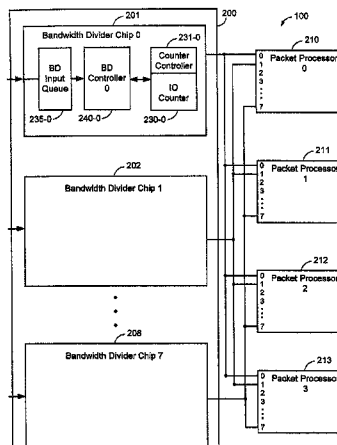 200
100
201
Bandwidth Divider Chip 0
231-0
BD
Input
Queue
BD
Controller
0
Counter
Controller
IO
Counter
235-0
240-0
230-0
210
0
1
2
3
7
Packet Processor
0
202
Bandwidth Divider Chip 1
211
0
1
2
3
7
Packet Processor
1
212
0
1
2
3
7
Packet Processor
2
208
Bandwidth Divider Chip 7
213
0
1
2
3
7
Packet Processor
3